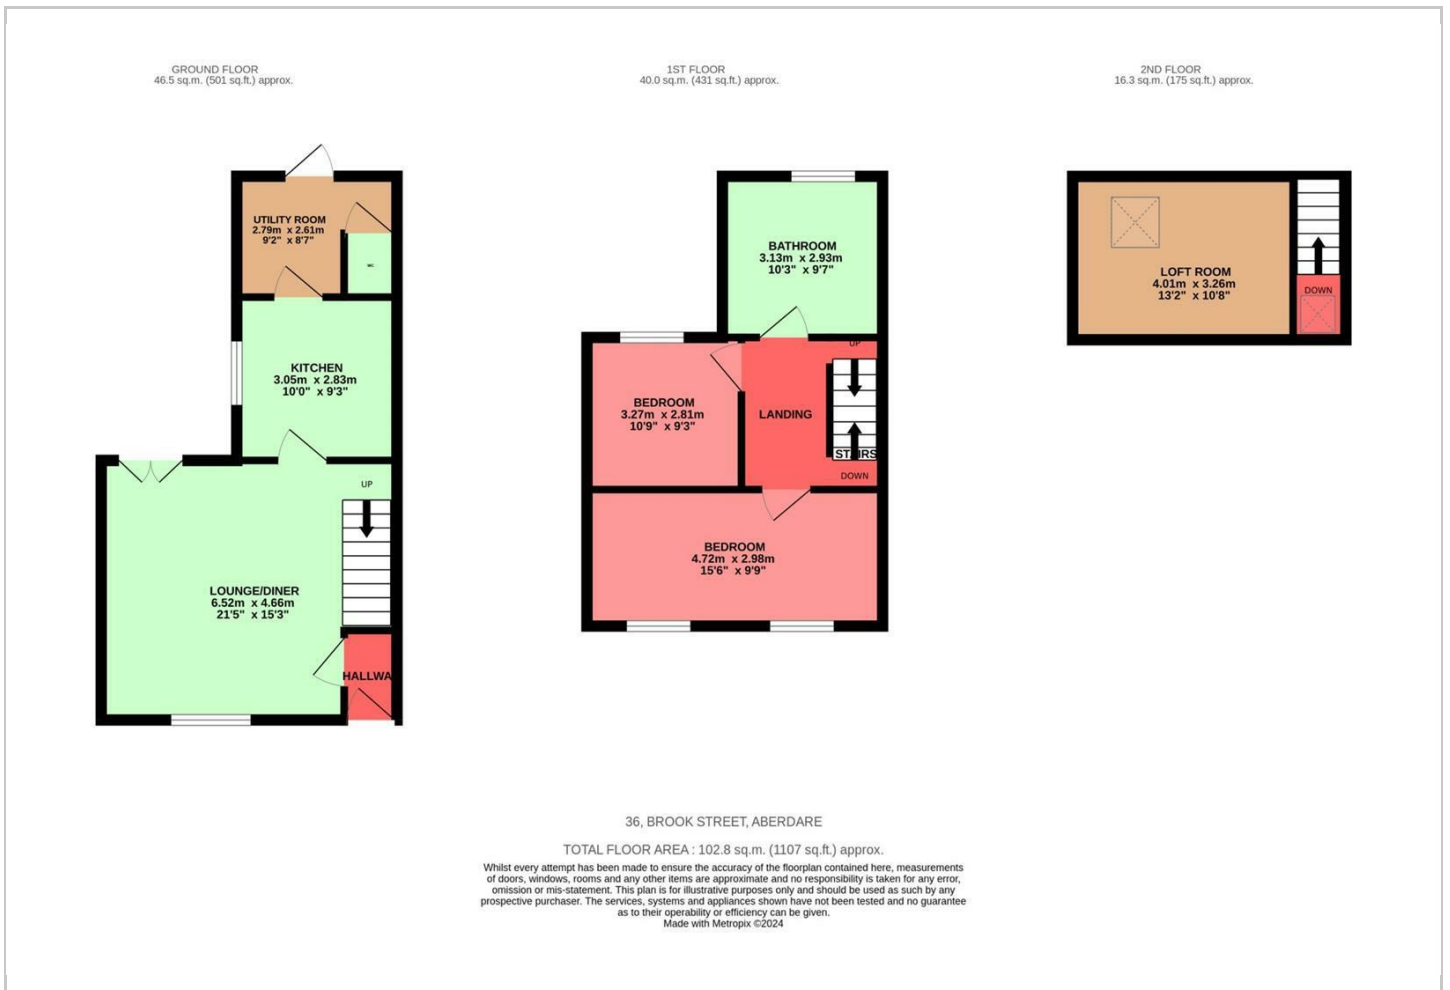 GROUND FLOOR
46.5 sq.m. (501 sq.ft.) approx.
1ST FLOOR
40.0 sq.m. (431 sq.ft.) approx.
2ND FLOOR
16.3 sq.m. (175 sq.ft.) approx.
UTILITY ROOM
2.79m x 2.61m
9'2" x 8'7"
WC
KITCHEN
3.05m x 2.83m
10'0" x 9'3"
UP
LOUNGE/DINER
6.52m x 4.66m
21'5" x 15'3"
HALLWA
BATHROOM
3.13m x 2.93m
10'3" x 9'7"
UP
BEDROOM
3.27m x 2.81m
10'9" x 9'3"
LANDING
STAIRS
DOWN
BEDROOM
4.72m x 2.98m
15'6" x 9'9"
LOFT ROOM
4.01m x 3.26m
13'2" x 10'8"
DOWN
36, BROOK STREET, ABERDARE
TOTAL FLOOR AREA : 102.8 sq.m. (1107 sq.ft.) approx.
Whilst every attempt has been made to ensure the accuracy of the floorplan contained here, measurements
of doors, windows, rooms and any other items are approximate and no responsibility is taken for any error,
omission or mis-statement. This plan is for illustrative purposes only and should be used as such by any
prospective purchaser. The services, systems and appliances shown have not been tested and no guarantee
as to their operability or efficiency can be given.
Made with Metropix ©2024